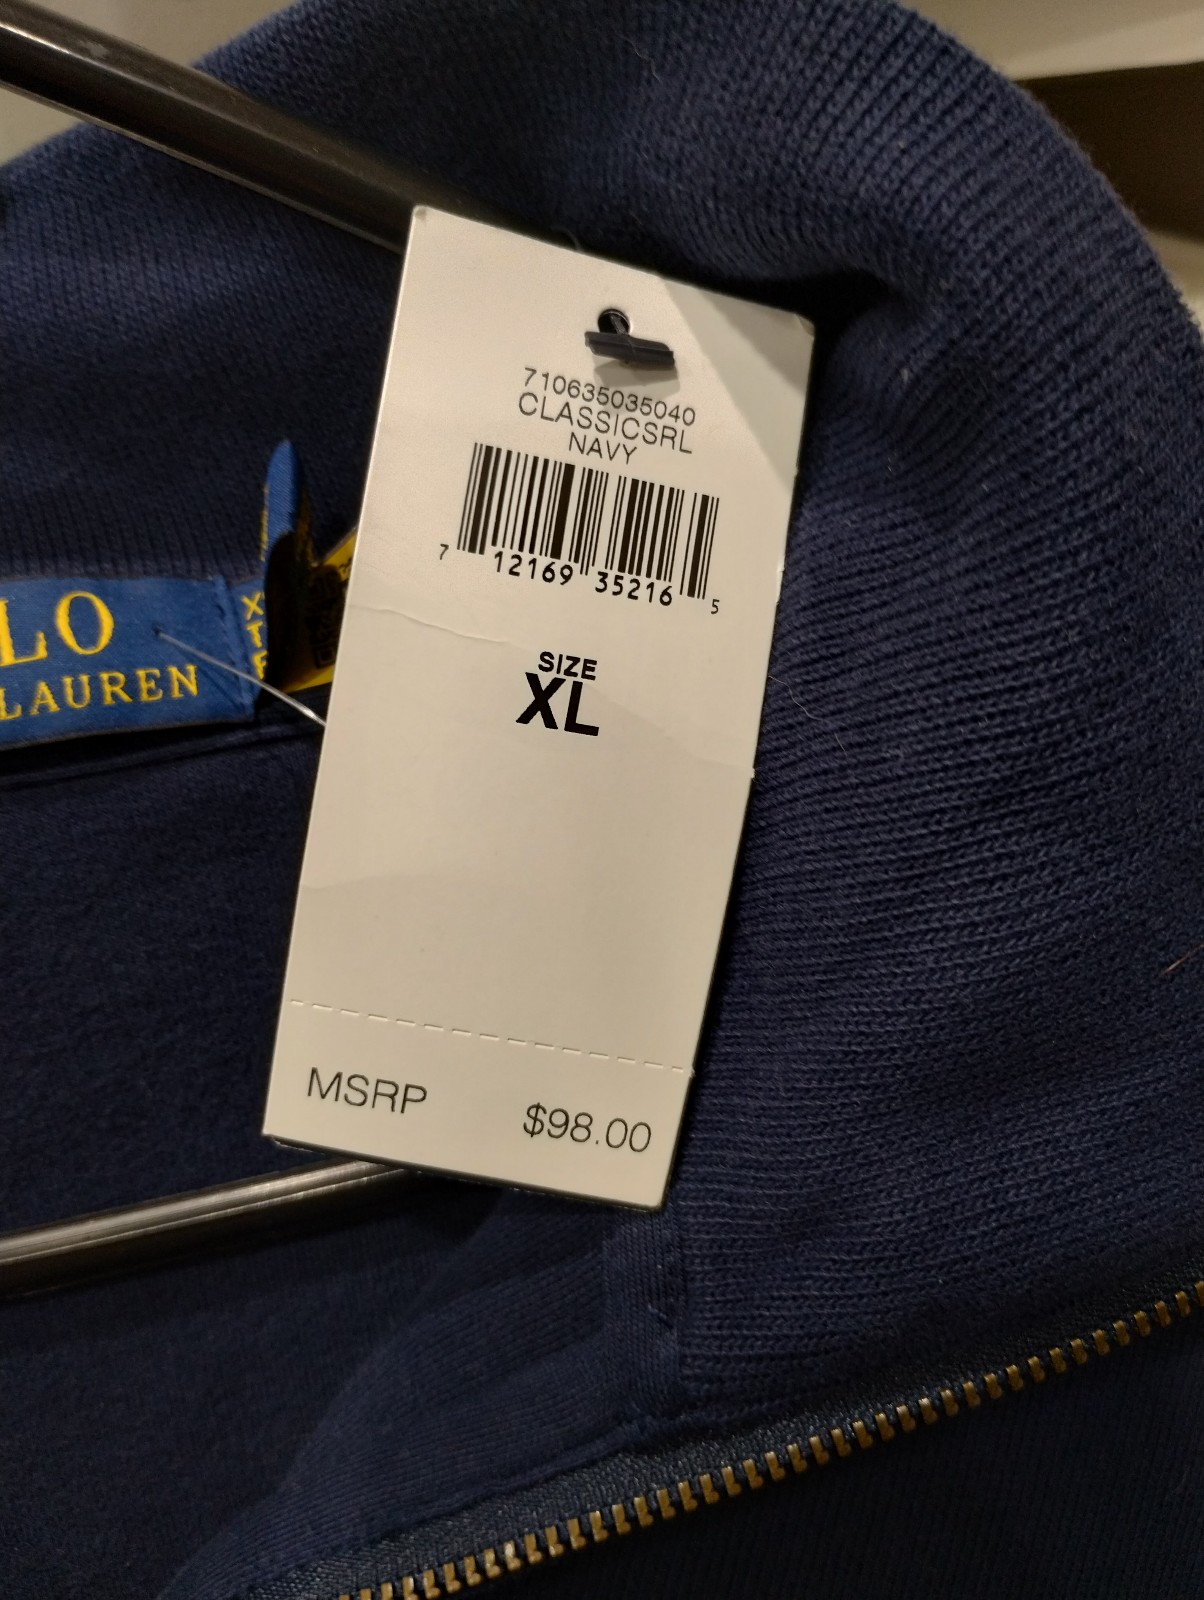 710635035040
CLASSICSRL
NAVY
7 12169 35216 5
SIZE
XL
MSRP $98.00
LO
LAUREN